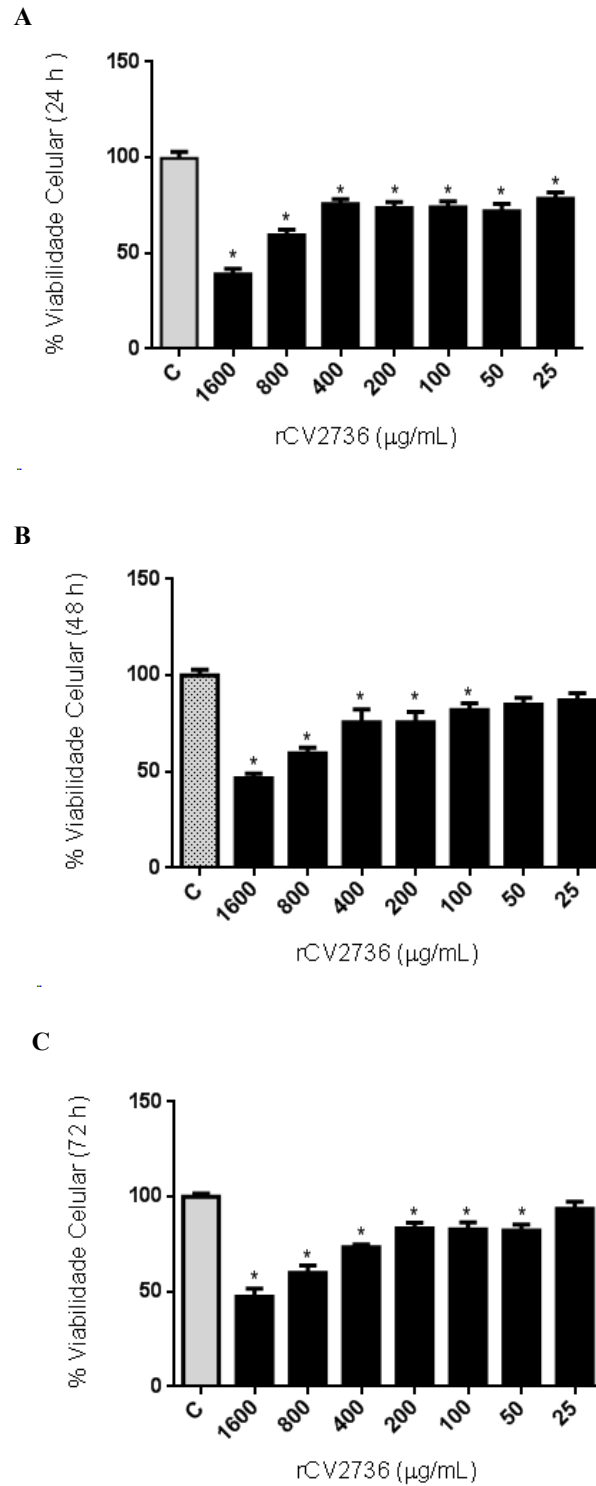 A
% Viabilidade Celular (24 h )
150
100
50
0
* * * * * * *
C 1600 800 400 200 100 50 25
rCV2736 (µg/mL)
B
% Viabilidade Celular (48 h)
150
100
50
0
* * * * *
C 1600 800 400 200 100 50 25
rCV2736 (µg/mL)
C
% Viabilidade Celular (72 h)
150
100
50
0
* * * * * *
C 1600 800 400 200 100 50 25
rCV2736 (µg/mL)